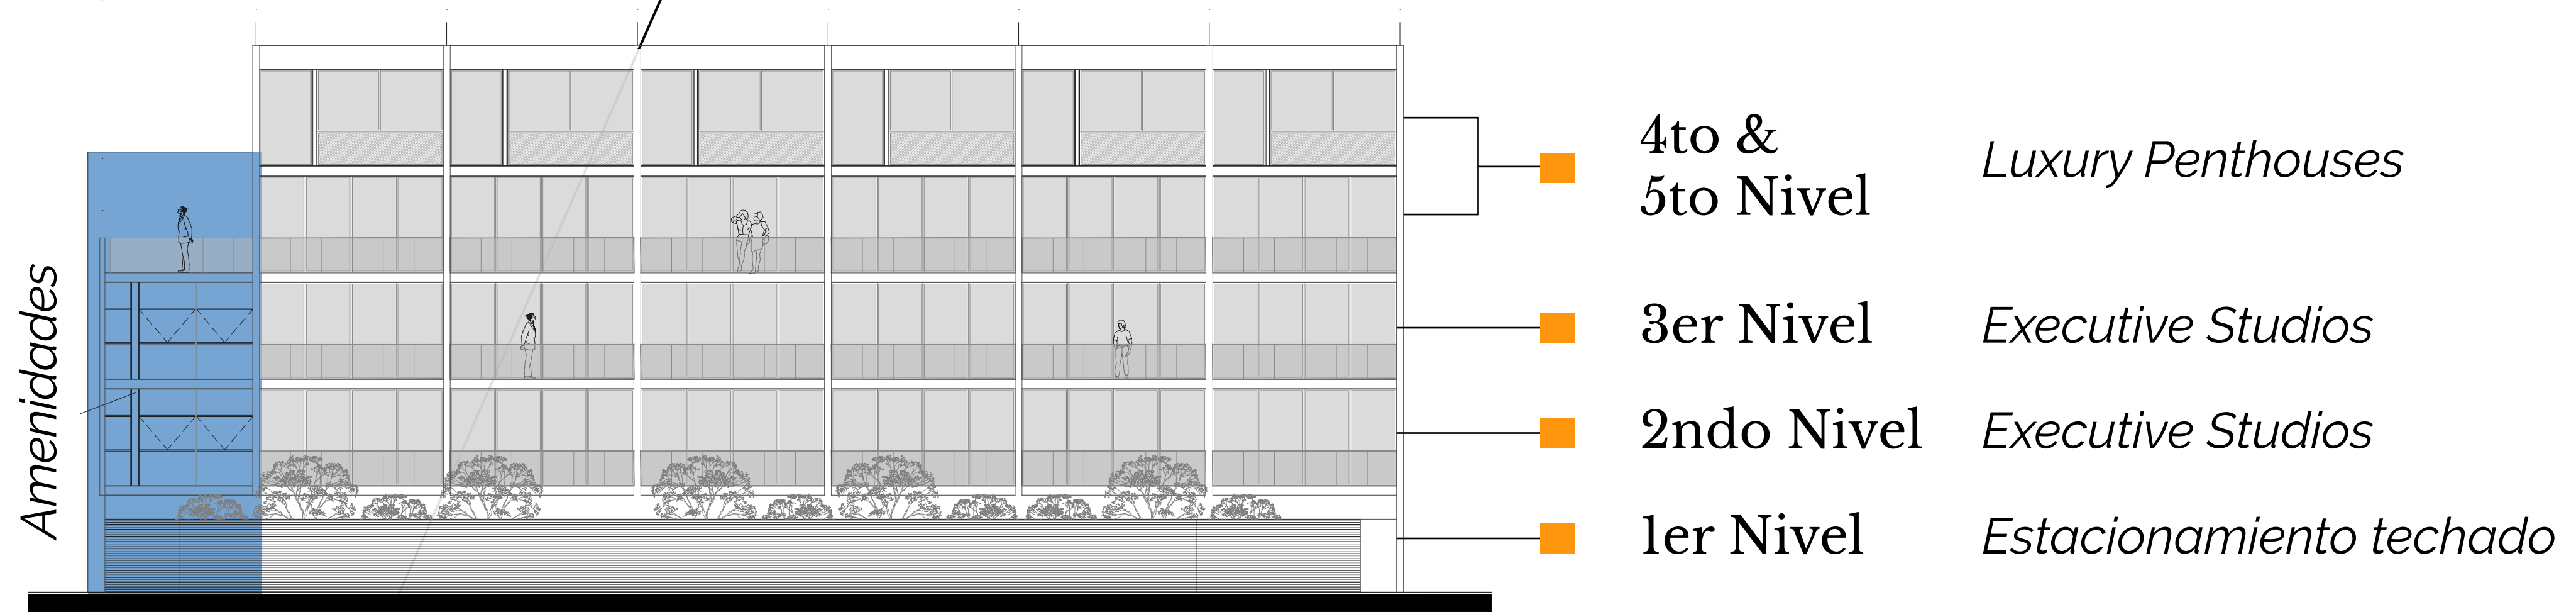 Amenidades
4to &
5to Nivel
Luxury Penthouses
3er Nivel
Executive Studios
2ndo Nivel
Executive Studios
1er Nivel
Estacionamiento techado